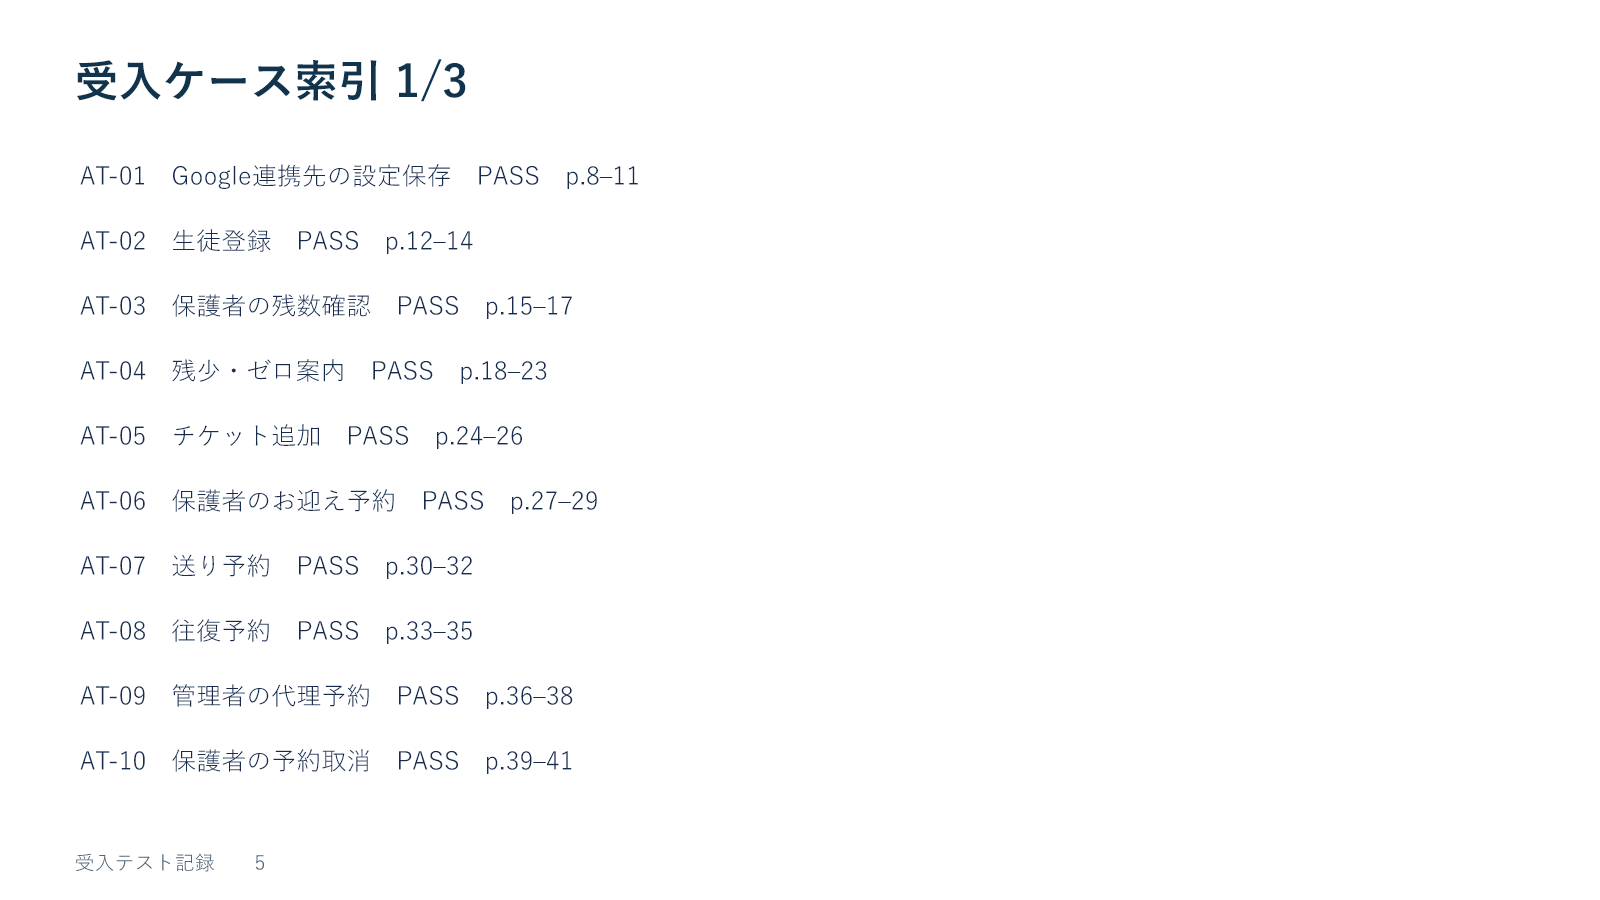 受入ケース索引 1/3
AT-01　Google連携先の設定保存　PASS　p.8–11
AT-02　生徒登録　PASS　p.12–14
AT-03　保護者の残数確認　PASS　p.15–17
AT-04　残少・ゼロ案内　PASS　p.18–23
AT-05　チケット追加　PASS　p.24–26
AT-06　保護者のお迎え予約　PASS　p.27–29
AT-07　送り予約　PASS　p.30–32
AT-08　往復予約　PASS　p.33–35
AT-09　管理者の代理予約　PASS　p.36–38
AT-10　保護者の予約取消　PASS　p.39–41
受入テスト記録　5